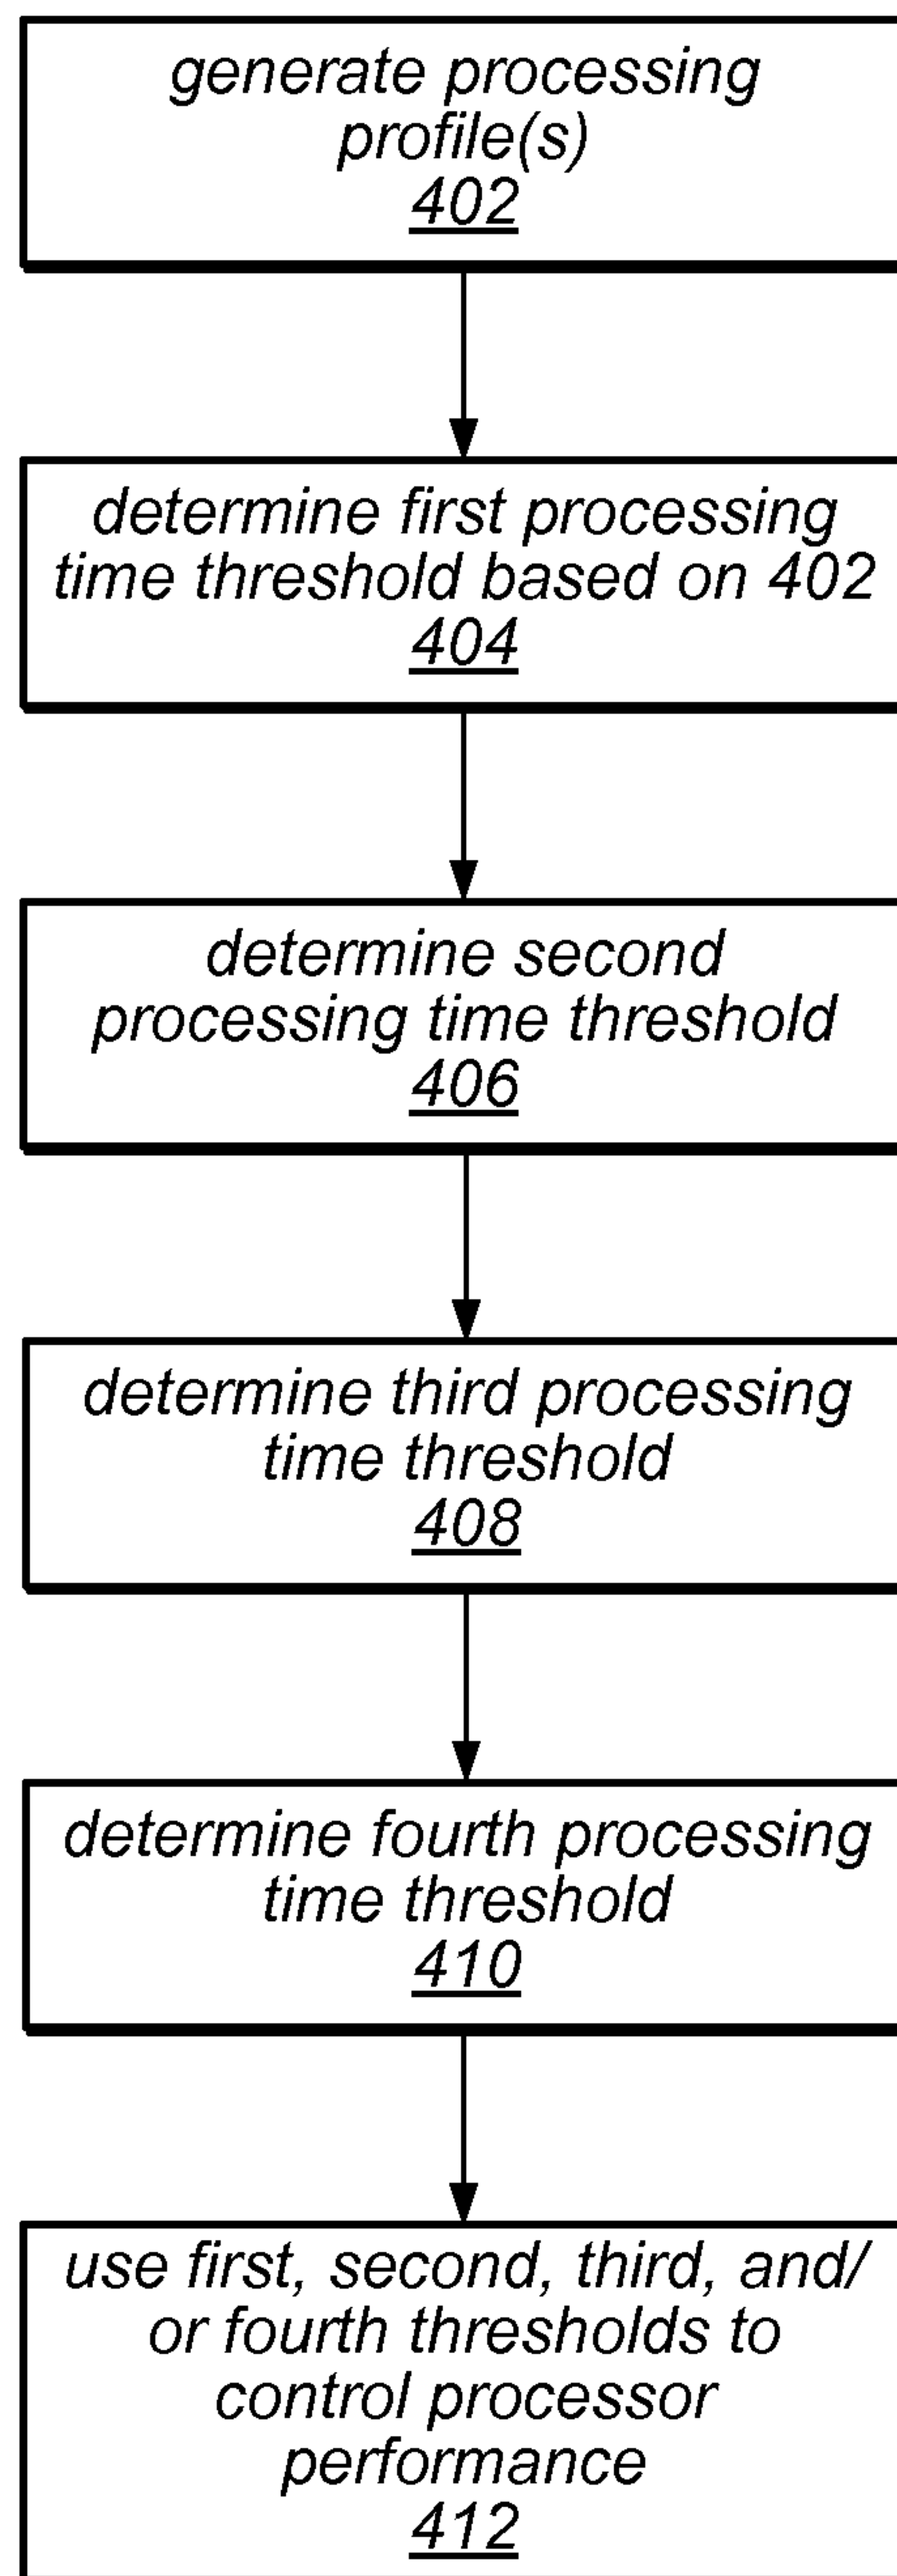 generate processing
profile(s)
402
determine first processing
time threshold based on 402
404
determine second
processing time threshold
406
determine third processing
time threshold
408
determine fourth processing
time threshold
410
use first, second, third, and/
or fourth thresholds to
control processor
performance
412